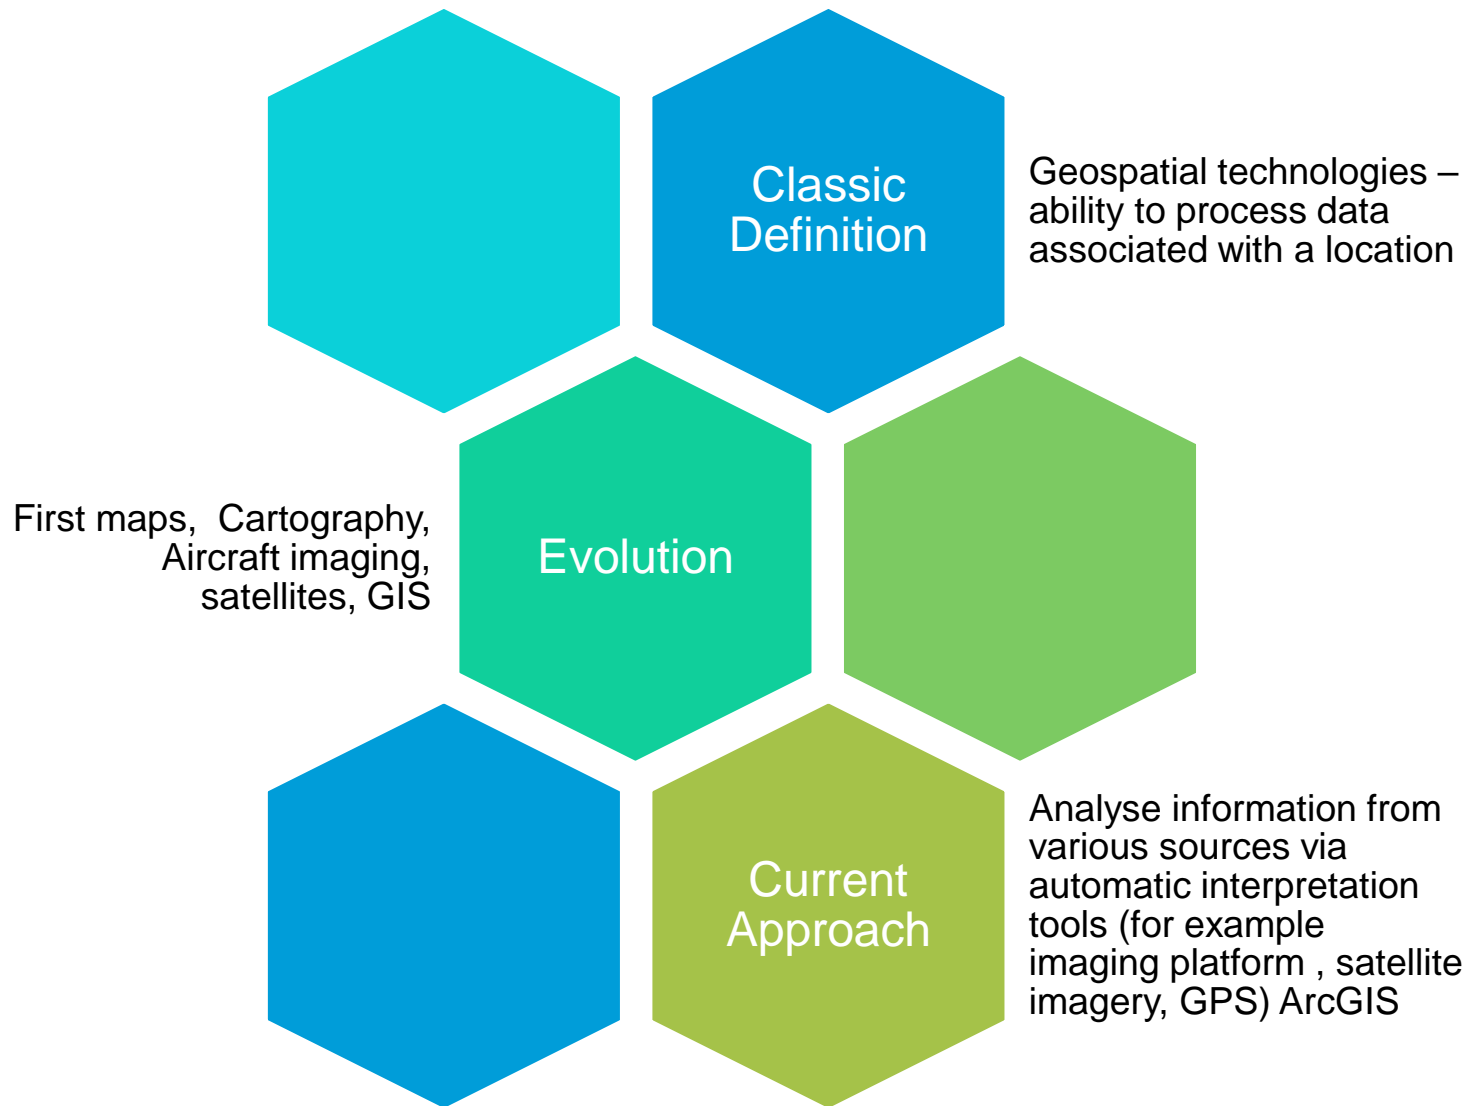 Classic
Definition
Geospatial technologies –
ability to process data
associated with a location
First maps,  Cartography,
Aircraft imaging,
satellites, GIS
Evolution
Current
Approach
Analyse information from
various sources via
automatic interpretation
tools (for example
imaging platform , satellite
imagery, GPS) ArcGIS